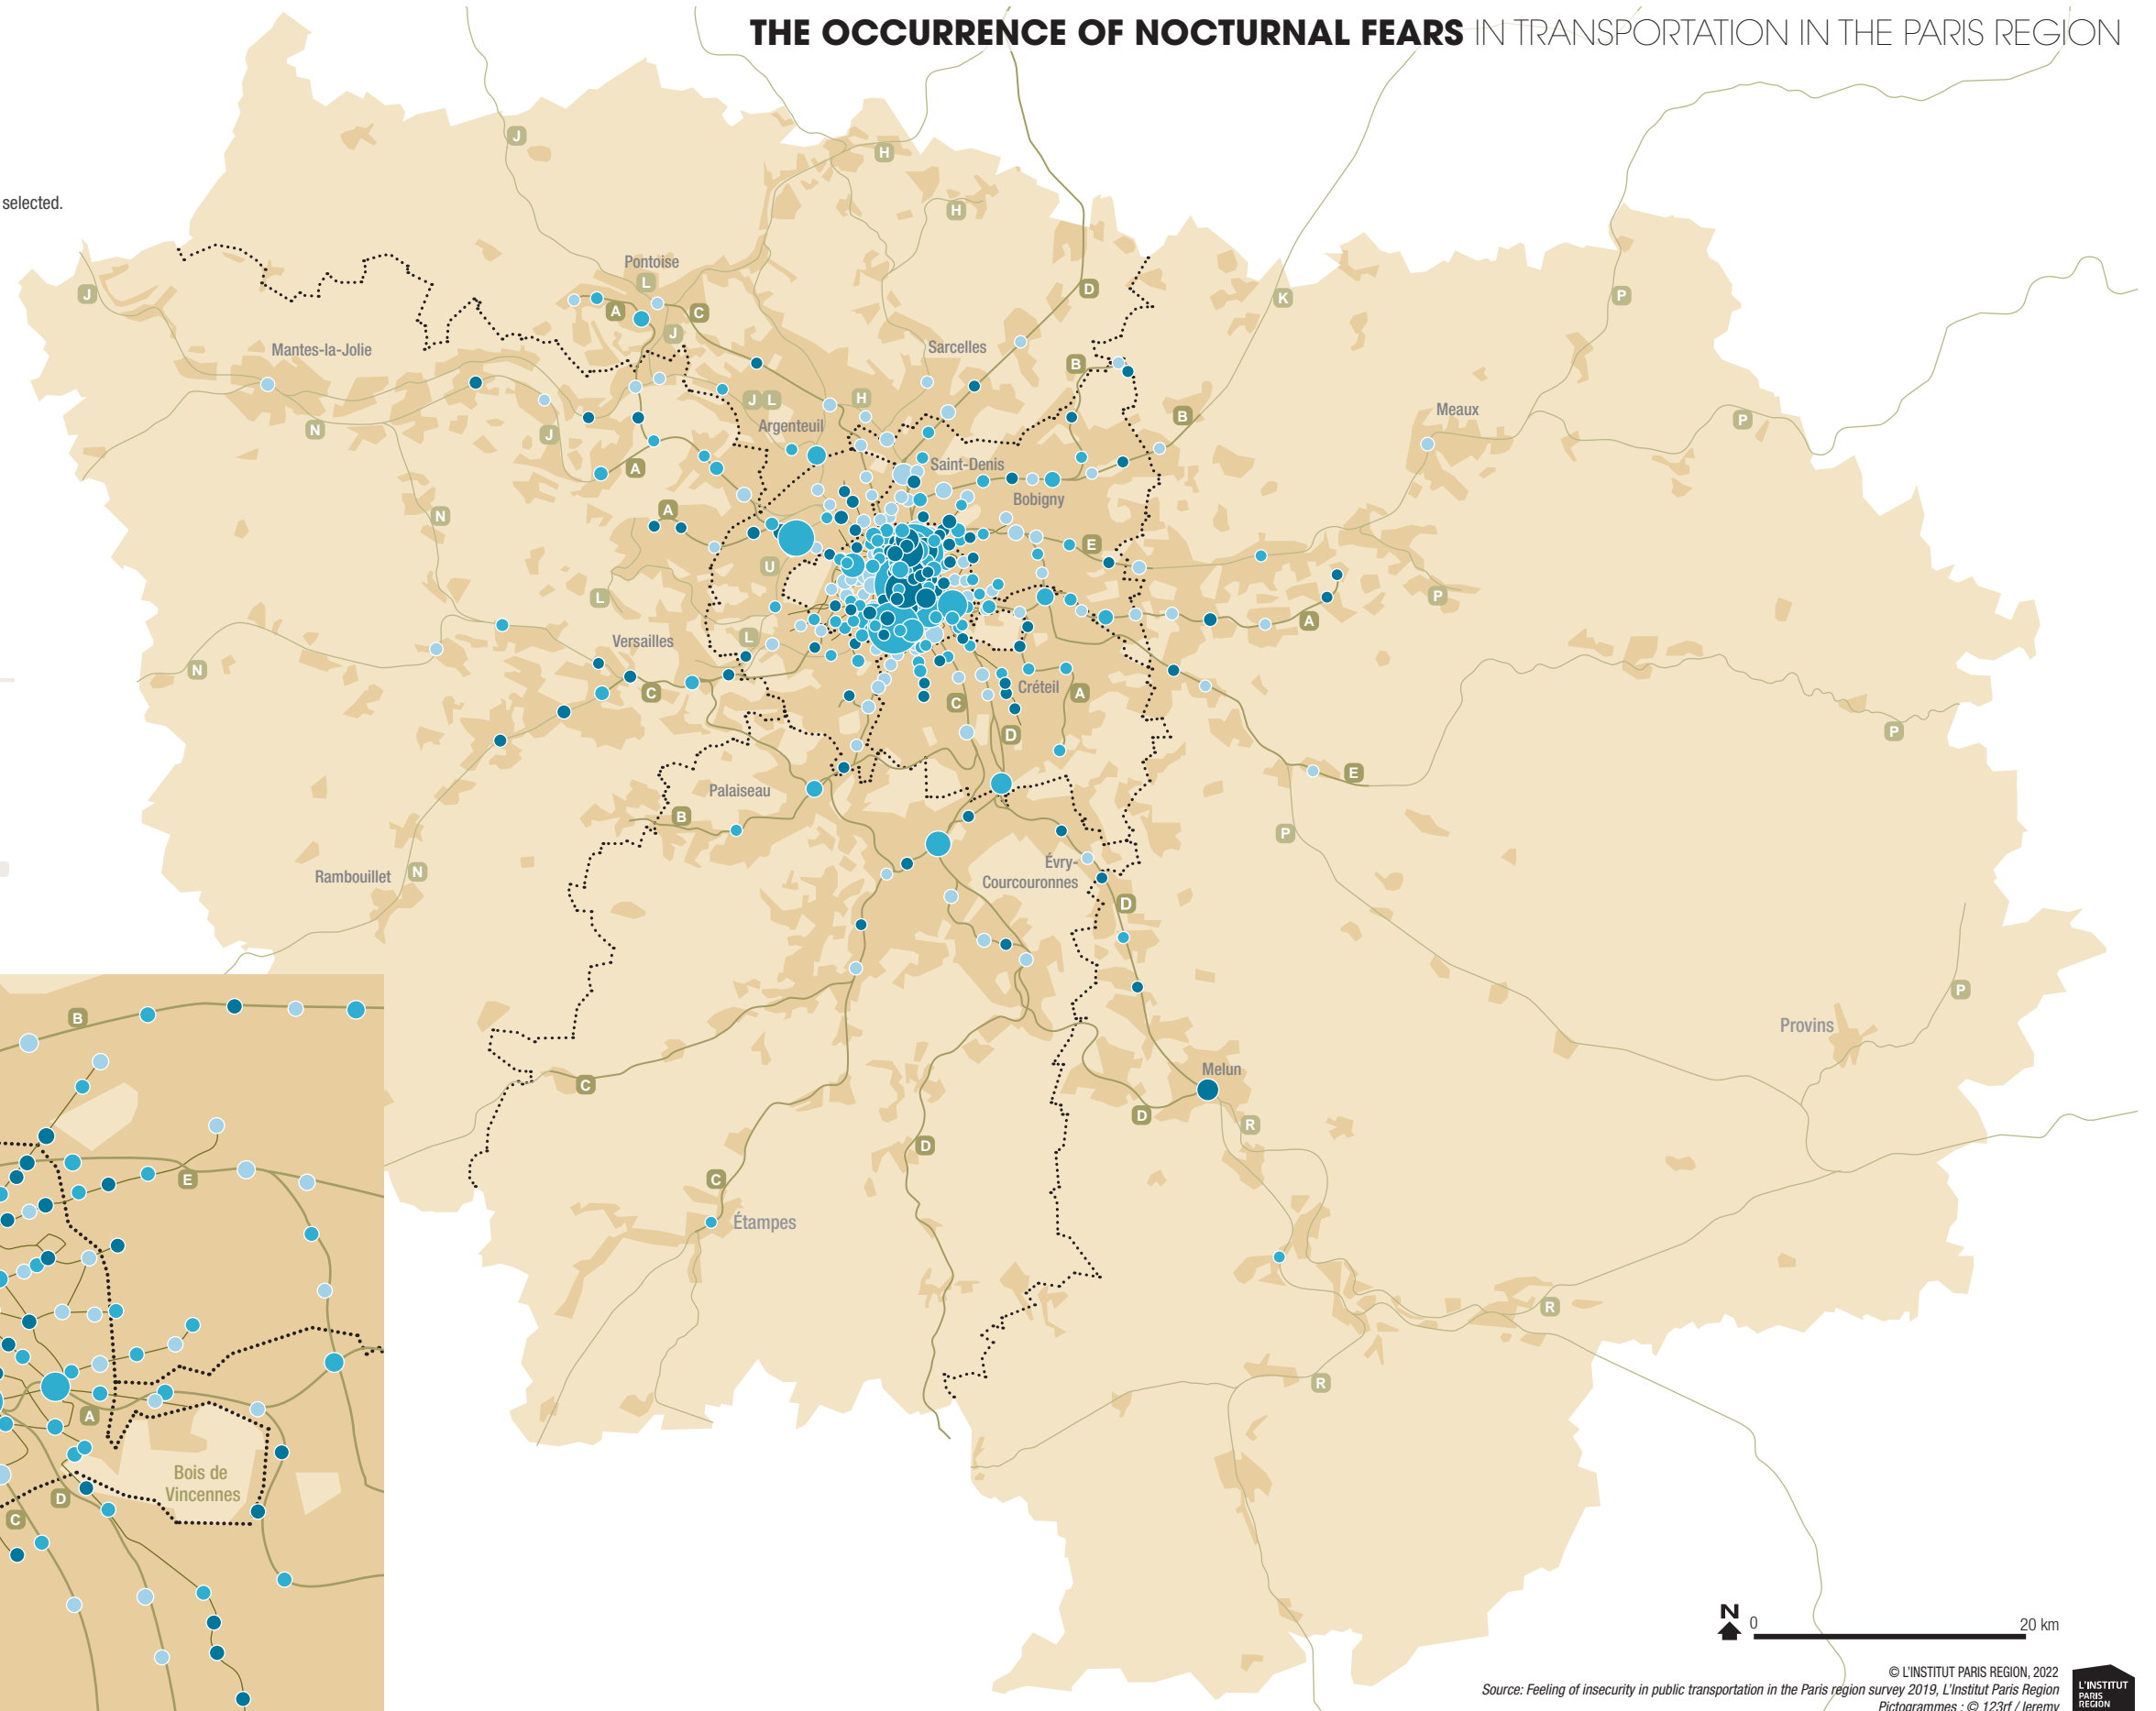 THE OCCURRENCE OF NOCTURNAL FEARS IN TRANSPORTATION IN THE PARIS REGION
J
H
selected.
H
Pontoise
L
D
K
P
J
A
C
J
Mantes-la-Jolie
Sarcelles
B
J L
H
Meaux
B
P
N
J
Argenteuil
A
Saint-Denis
Bobigny
A
N
E
U
L
P
A
Versailles
L
N
C
Créteil
A
C
D
P
E
Palaiseau
B
P
Évry-
Courcouronnes
Rambouillet
N
D
P
B
Provins
Melun
C
D
R
D
E
C
Étampes
R
R
A
Bois de
Vincennes
D
C
N
0
20 km
© L'INSTITUT PARIS REGION, 2022
Source: Feeling of insecurity in public transportation in the Paris region survey 2019, L'Institut Paris Region
Pictogrammes : © 123rf / leremy
L'INSTITUT
PARIS
REGION